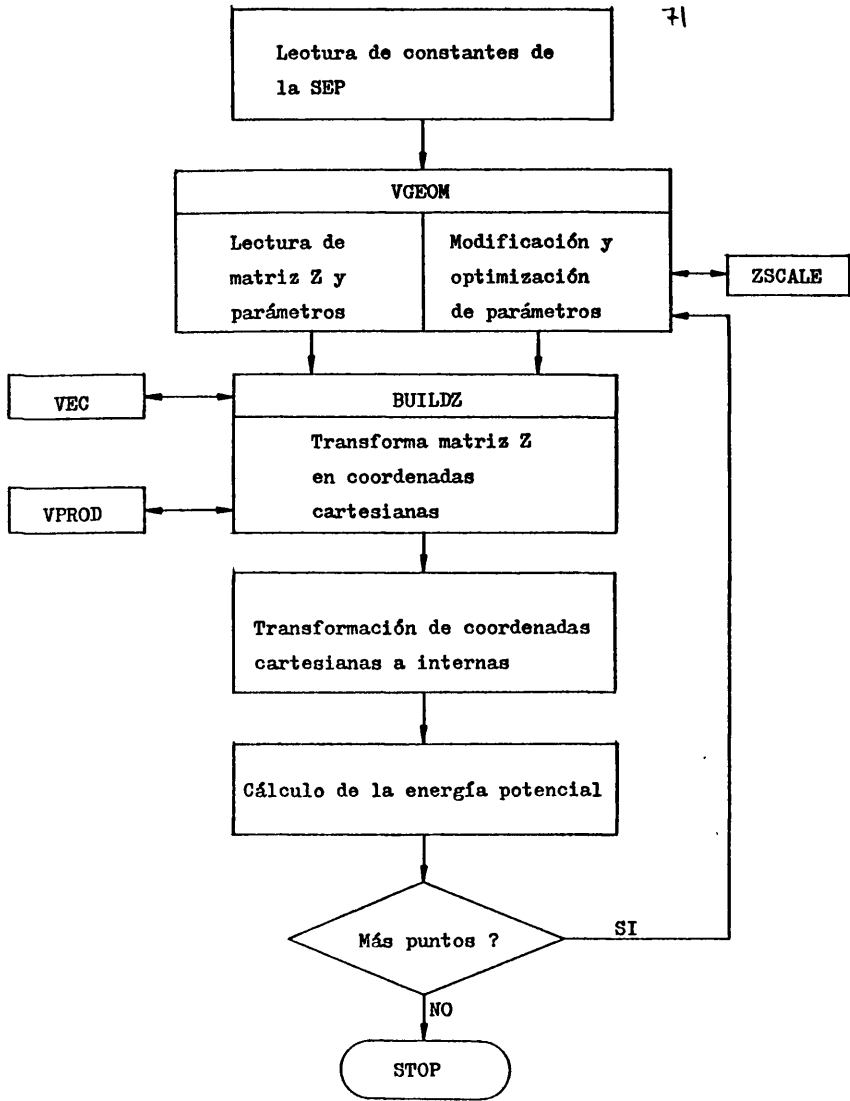 71
Lectura de constantes de
la SEP
VGEOM
Lectura de
matriz Z y
parámetros
Modificación y
optimización
de parámetros
ZSCALE
VEC
BUILDZ
Transforma matriz Z
en coordenadas
cartesianas
VPROD
Transformación de coordenadas
cartesianas a internas
Cálculo de la energía potencial
Más puntos ?
SI
NO
STOP